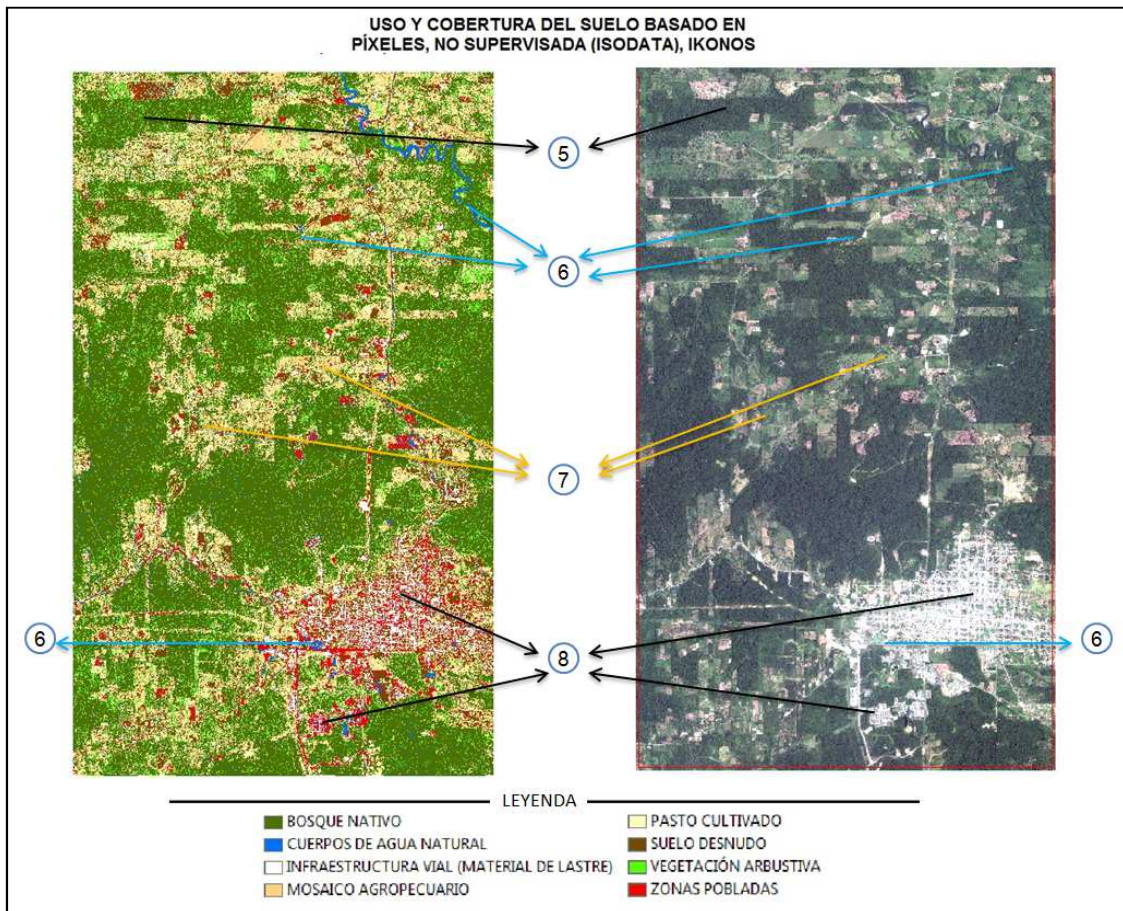 USO Y COBERTURA DEL SUELO BASADO EN
PÍXELES, NO SUPERVISADA (ISODATA), IKONOS
5
6
7
6
8
6
LEYENDA
BOSQUE NATIVO
CUERPOS DE AGUA NATURAL
INFRAESTRUCTURA VIAL (MATERIAL DE LASTRE)
MOSAICO AGROPECUARIO
PASTO CULTIVADO
SUELO DESNUDO
VEGETACIÓN ARBUSTIVA
ZONAS POBLADAS